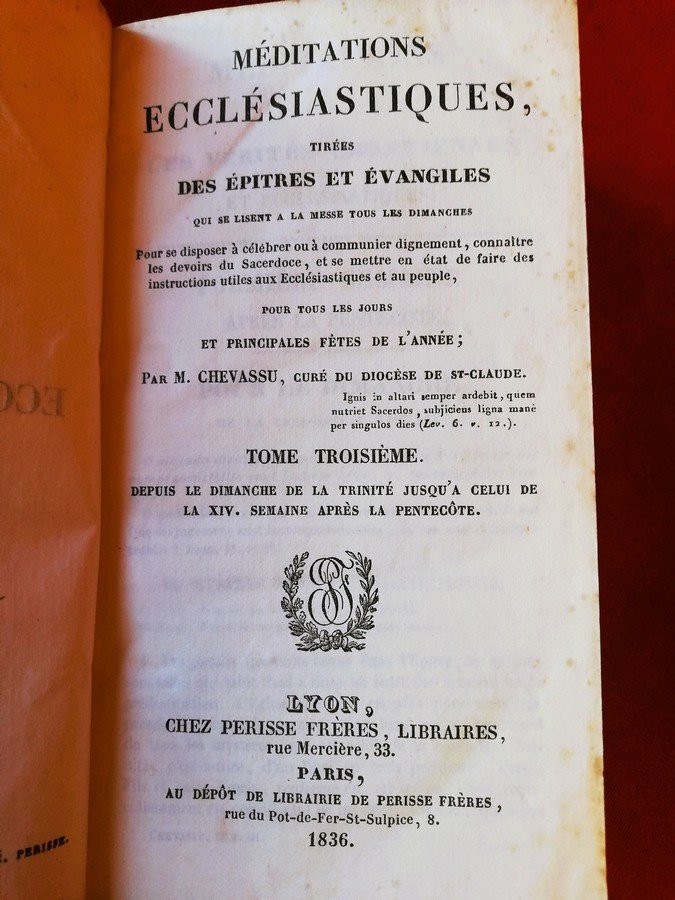 MÉDITATIONS
ECCLÉSIASTIQUES,
TIRÉES
DES ÉPITRES ET ÉVANGILES
QUI SE LISENT A LA MESSE TOUS LES DIMANCHES
Pour se disposer à célébrer ou à communier dignement, connaître
les devoirs du Sacerdoce, et se mettre en état de faire des
instructions utiles aux Ecclésiastiques et au peuple,
POUR TOUS LES JOURS
ET PRINCIPALES FÊTES DE L'ANNÉE;
PAR M. CHEVASSU, CURÉ DU DIOCÈSE DE ST-CLAUDE.
Ignis in altari semper ardebit, quem
nutriet Sacerdos, subjiciens ligna manè
per singulos dies (Lev. 6. v. 12.).
TOME TROISIÈME.
DEPUIS LE DIMANCHE DE LA TRINITÉ JUSQU'A CELUI DE
LA XIV. SEMAINE APRÈS LA PENTECÔTE.
LYON,
CHEZ PERISSE FRÈRES, LIBRAIRES,
rue Mercière, 33.
PARIS,
AU DÉPÔT DE LIBRAIRIE DE PERISSE FRÈRES,
rue du Pot-de-Fer-St-Sulpice, 8.
1836.
PERISSE.